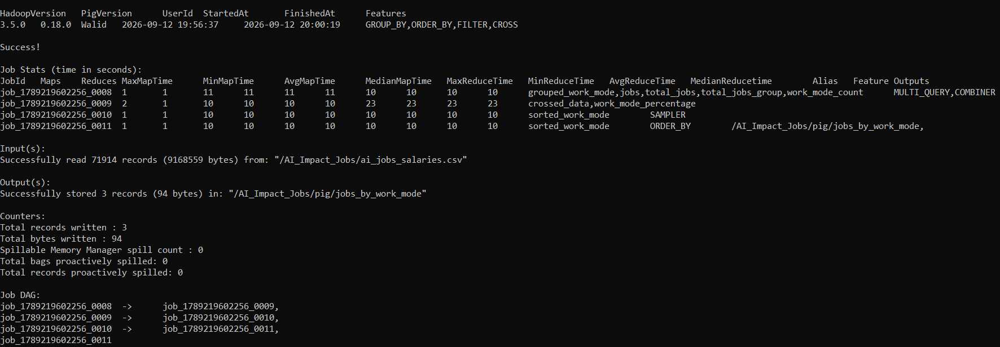 HadoopVersion PigVersion UserId StartedAt FinishedAt Features
3.5.0 0.18.0 Walid 2026-09-12 19:56:37 2026-09-12 20:00:19 GROUP_BY,ORDER_BY,FILTER,CROSS
Success!
Job Stats (time in seconds):
JobId Maps Reduces MaxMapTime MinMapTime AvgMapTime MedianMapTime MaxReduceTime MinReduceTime AvgReduceTime MedianReducetime Alias Feature Outputs
job_1789219602256_0008 1 1 11 11 11 11 10 10 10 10 grouped_work_mode,jobs,total_jobs,total_jobs_group,work_mode_count MULTI_QUERY,COMBINER
job_1789219602256_0009 2 1 10 10 10 10 23 23 23 23 crossed_data,work_mode_percentage
job_1789219602256_0010 1 1 10 10 10 10 10 10 10 10 sorted_work_mode SAMPLER
job_1789219602256_0011 1 1 10 10 10 10 10 10 10 10 sorted_work_mode ORDER_BY /AI_Impact_Jobs/pig/jobs_by_work_mode,
Input(s):
Successfully read 71914 records (9168559 bytes) from: "/AI_Impact_Jobs/ai_jobs_salaries.csv"
Output(s):
Successfully stored 3 records (94 bytes) in: "/AI_Impact_Jobs/pig/jobs_by_work_mode"
Counters:
Total records written : 3
Total bytes written : 94
Spillable Memory Manager spill count : 0
Total bags proactively spilled: 0
Total records proactively spilled: 0
Job DAG:
job_1789219602256_0008 -> job_1789219602256_0009,
job_1789219602256_0009 -> job_1789219602256_0010,
job_1789219602256_0010 -> job_1789219602256_0011,
job_1789219602256_0011